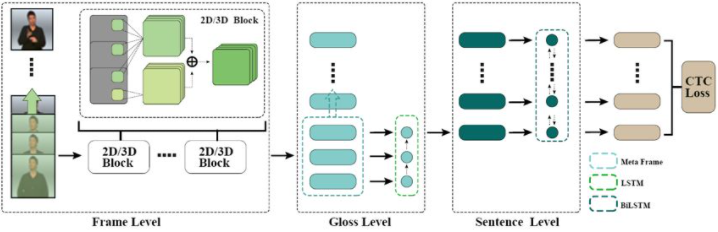 2D/3D Block
2D/3D
Block
2D/3D
Block
CTC
Loss
Meta Frame
LSTM
BiLSTM
Frame Level
Gloss Level
Sentence Level